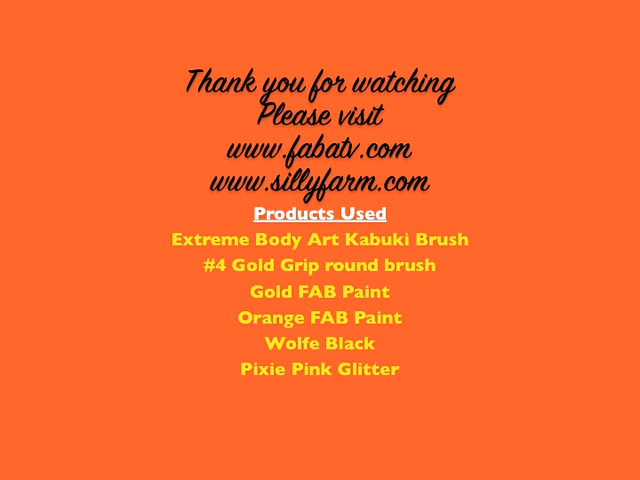 Thank you for watching
Please visit
www.fabatv.com
www.sillyfarm.com
Products Used
Extreme Body Art Kabuki Brush
#4 Gold Grip round brush
Gold FAB Paint
Orange FAB Paint
Wolfe Black
Pixie Pink Glitter